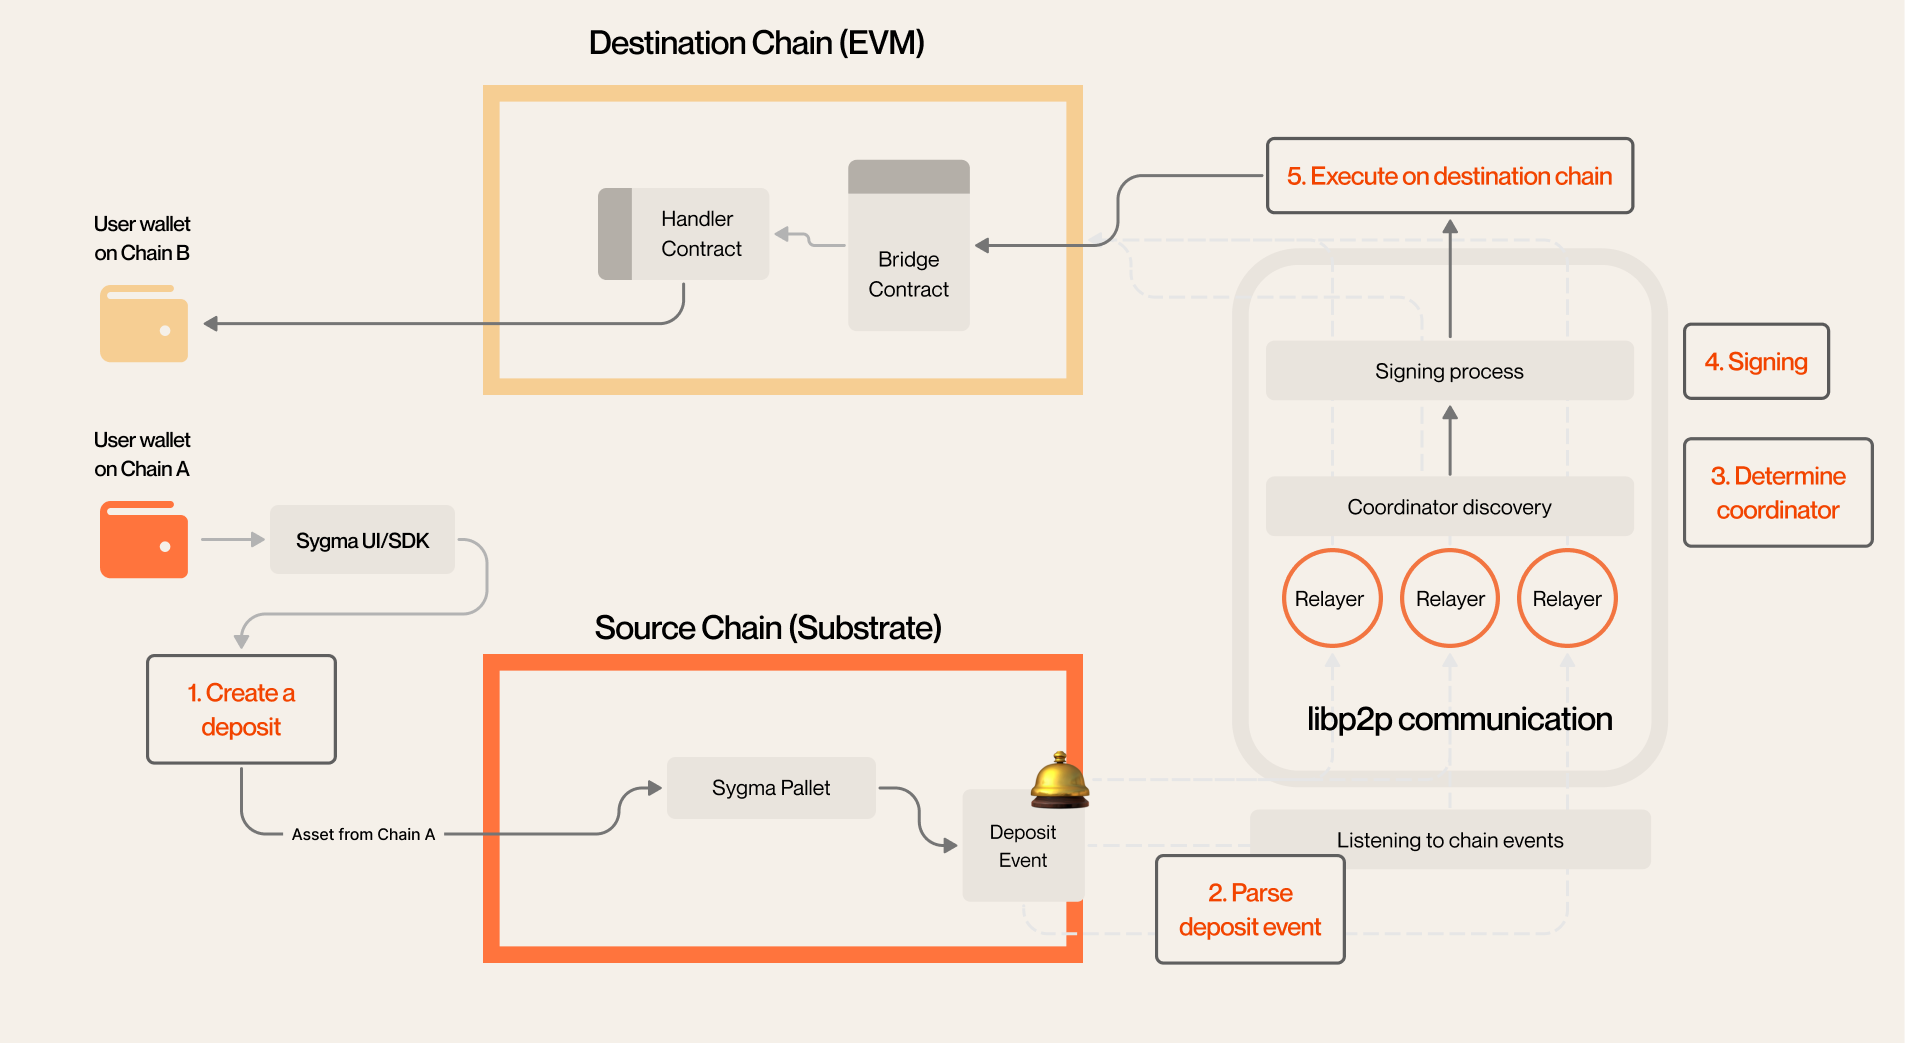 Destination Chain (EVM)
5. Execute on destination chain
Handler
Contract
Bridge
Contract
User wallet
on Chain B
Signing process
4. Signing
User wallet
on Chain A
3. Determine
coordinator
Coordinator discovery
Sygma UI/SDK
Relayer
Relayer
Relayer
Source Chain (Substrate)
1. Create a
deposit
libp2p communication
Sygma Pallet
Asset from Chain A
Deposit
Event
Listening to chain events
2. Parse
deposit event